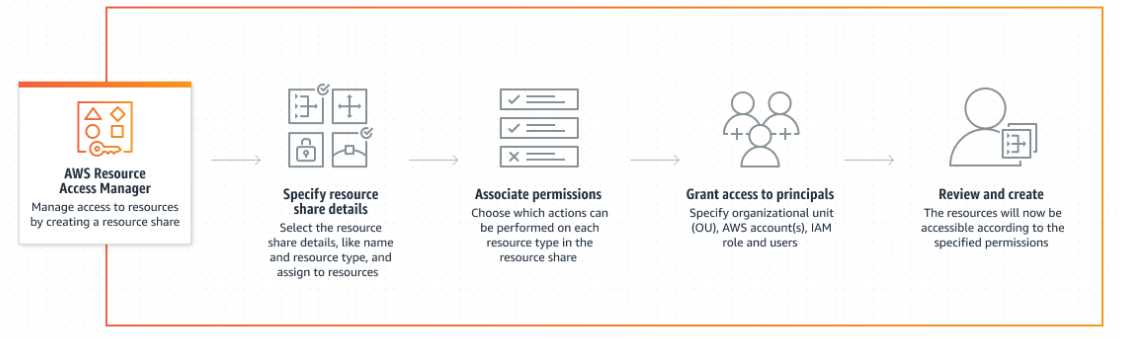 AWS Resource
Access Manager
Manage access to resources
by creating a resource share
Specify resource
share details
Select the resource
share details, like name
and resource type, and
assign to resources
Associate permissions
Choose which actions can
be performed on each
resource type in the
resource share
Grant access to principals
Specify organizational unit
(OU), AWS account(s), IAM
role and users
Review and create
The resources will now be
accessible according to the
specified permissions